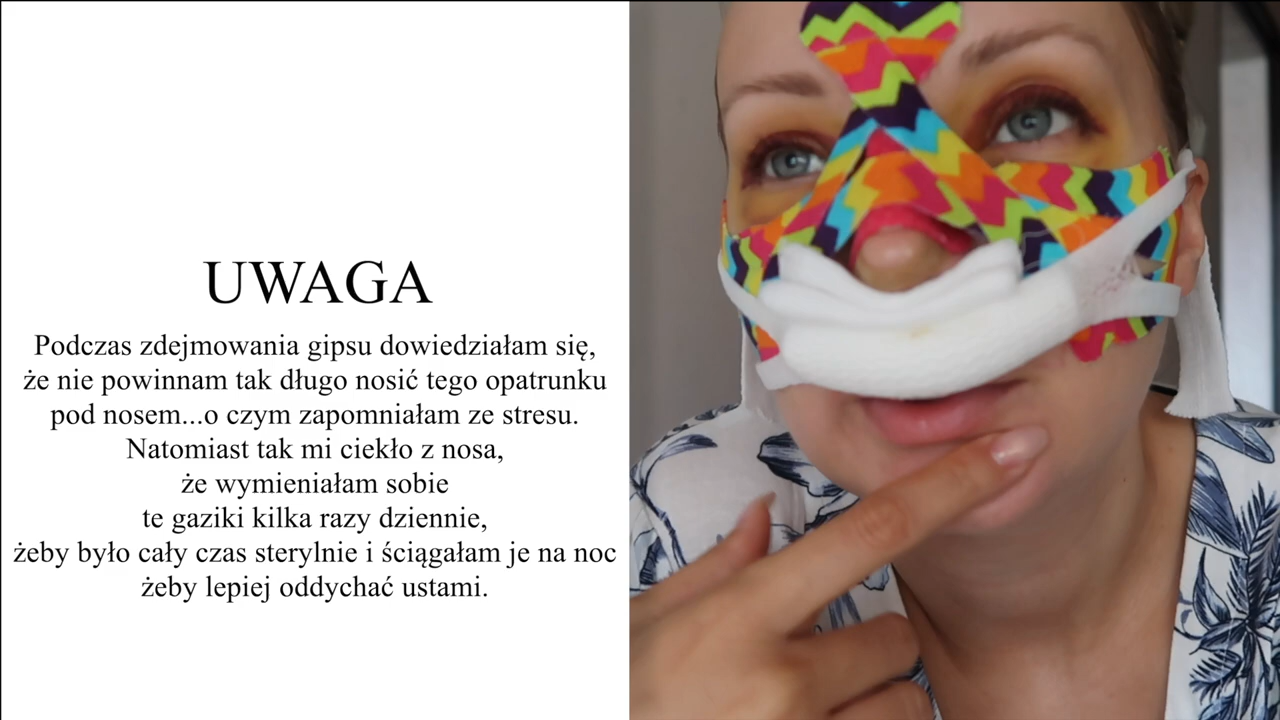 UWAGA
Podczas zdejmowania gipsu dowiedziałam się,
że nie powinnam tak długo nosić tego opatrunku
pod nosem...o czym zapomniałam ze stresu.
Natomiast tak mi ciekło z nosa,
że wymieniałam sobie
te gaziki kilka razy dziennie,
żeby było cały czas sterylnie i ściągałam je na noc
żeby lepiej oddychać ustami.